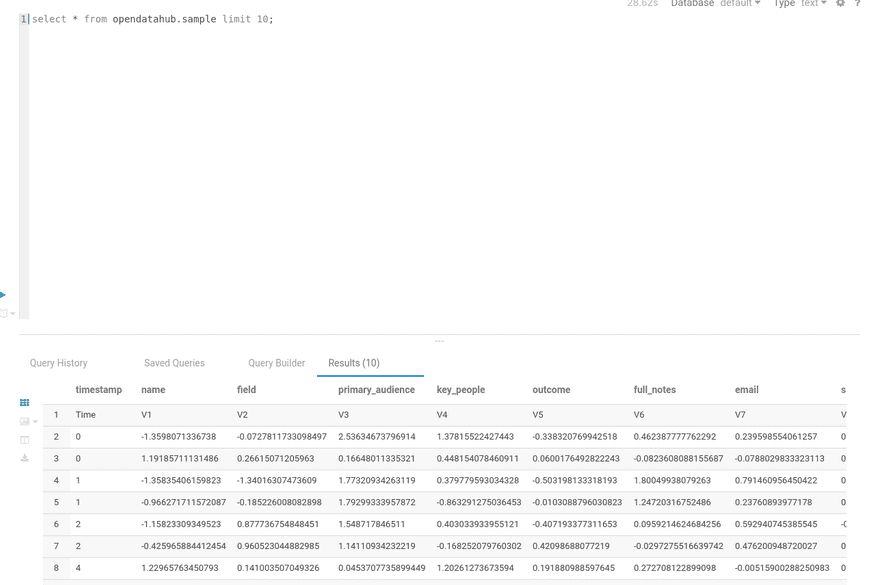 28.62s Database default Type text ?
1 select * from opendatahub.sample limit 10;
Query History Saved Queries Query Builder Results (10)
timestamp name field primary_audience key_people outcome full_notes email s
1 Time V1 V2 V3 V4 V5 V6 V7 V
2 0 -1.3598071336738 -0.0727811733098497 2.53634673796914 1.37815522427443 -0.338320769942518 0.462387777762292 0.239598554061257 0
3 0 1.19185711131486 0.26615071205963 0.16648011335321 0.448154078460911 0.0600176492822243 -0.0823608088155687 -0.0788029833323113 0
4 1 -1.35835406159823 -1.34016307473609 1.77320934263119 0.379779593034328 -0.503198133318193 1.80049938079263 0.791460956450422 0
5 1 -0.966271711572087 -0.185226008082898 1.79299333957872 -0.863291275036453 -0.0103088796030823 1.24720316752486 0.23760893977178 0
6 2 -1.15823309349523 0.877736754848451 1.548717846511 0.403033933955121 -0.407193377311653 0.0959214624684256 0.592940745385545 -0
7 2 -0.425965884412454 0.960523044882985 1.14110934232219 -0.168252079760302 0.42098688077219 -0.0297275516639742 0.476200948720027 0
8 4 1.22965763450793 0.141003507049326 0.0453707735899449 1.20261273673594 0.191880988597645 0.272708122899098 -0.00515900288250983 0